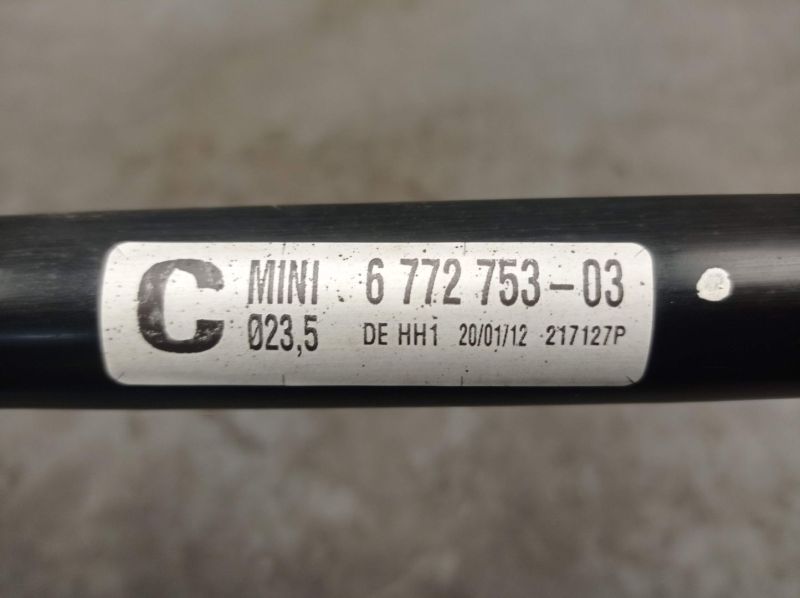 C MINI 6 772 753-03
Ø23,5 DE HH1 20/01/12 217127P